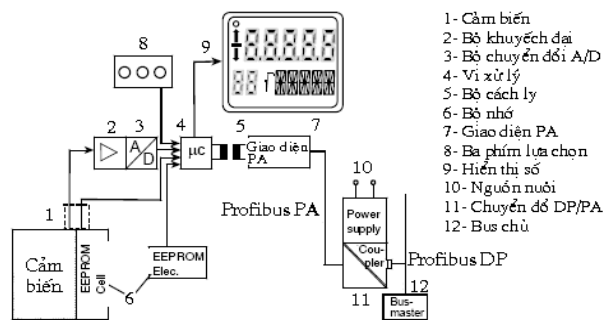 8
9
2
3
4
5
7
A
D
µC
Giao diện
PA
10
1
Profibus PA
Power
supply
Cou-
pler
Profibus DP
Cảm
biến
EEPROM
Cell
EEPROM
Elec.
6
11
12
Bus-
master
1- Cảm biến
2- Bộ khuyếch đại
3- Bộ chuyển đổi A/D
4- Vi xử lý
5- Bộ cách ly
6- Bộ nhớ
7- Giao diện PA
8- Ba phím lựa chọn
9- Hiển thị số
10- Nguồn nuôi
11- Chuyển đổ DP/PA
12- Bus chủ